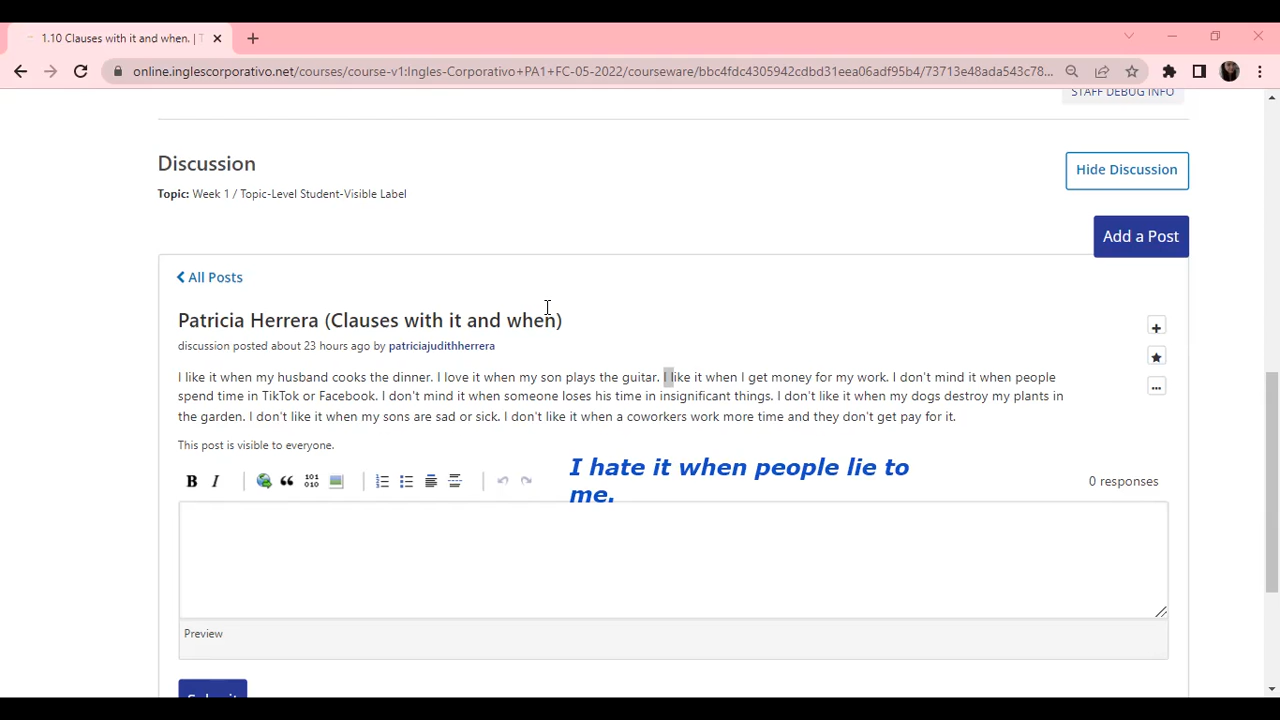 1.10 Clauses with it and when. | T
online.inglescorporativo.net/courses/course-v1:Ingles-Corporativo+PA1+FC-05-2022/courseware/bbc4fdc4305942cdbd31eea06adf95b4/73713e48ada543c78...
STAFF DEBUG INFO
Discussion
Hide Discussion
Topic: Week 1 / Topic-Level Student-Visible Label
Add a Post
All Posts
Patricia Herrera (Clauses with it and when)
discussion posted about 23 hours ago by patriciajudithherrera
I like it when my husband cooks the dinner. I love it when my son plays the guitar. I like it when I get money for my work. I don't mind it when people
spend time in TikTok or Facebook. I don't mind it when someone loses his time in insignificant things. I don't like it when my dogs destroy my plants in
the garden. I don't like it when my sons are sad or sick. I don't like it when a coworkers work more time and they don't get pay for it.
This post is visible to everyone.
I hate it when people lie to
me.
B I 101 010
0 responses
Preview
Submit